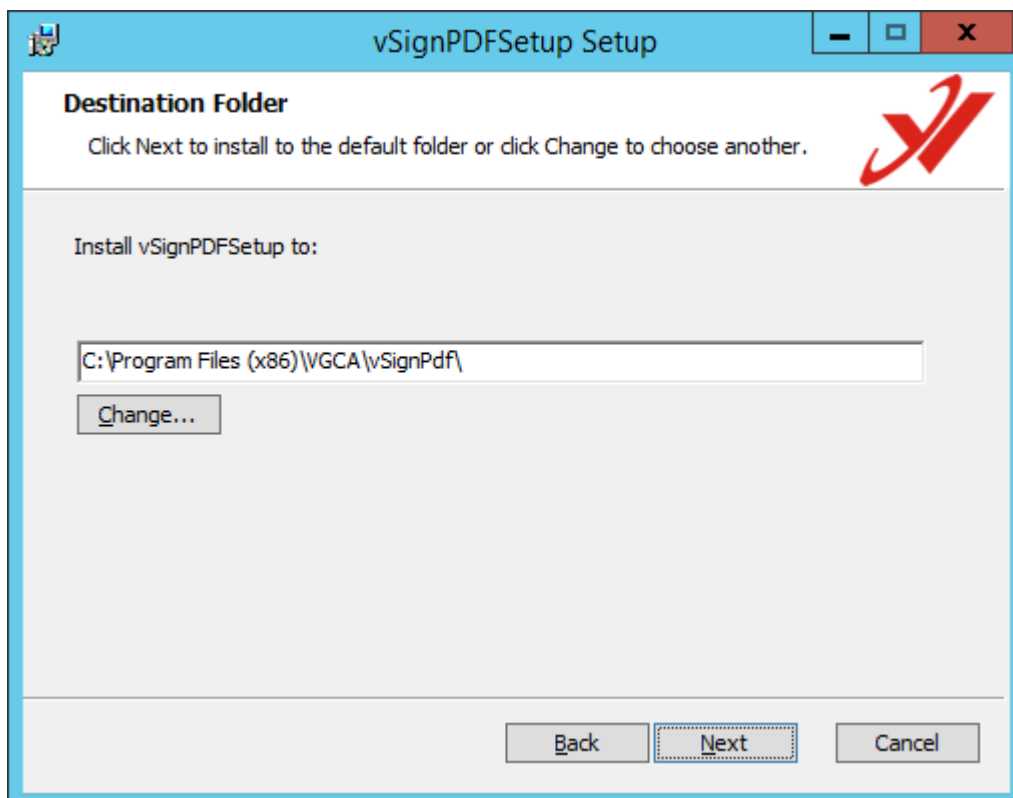 vSignPDFSetup Setup
Destination Folder
Click Next to install to the default folder or click Change to choose another.
Install vSignPDFSetup to:
C:\Program Files (x86)\VGCA\vSignPdf\
Change...
Back Next Cancel